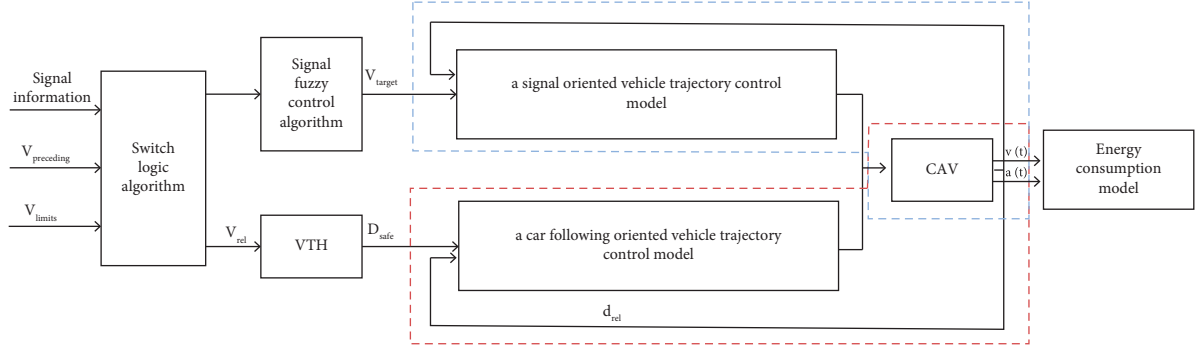 Signal
information
V_preceding
V_limits
Switch
logic
algorithm
Signal
fuzzy
control
algorithm
V_target
a signal oriented vehicle trajectory control
model
V_rel
VTH
D_safe
a car following oriented vehicle trajectory
control model
d_rel
CAV
v (t)
a (t)
Energy
consumption
model